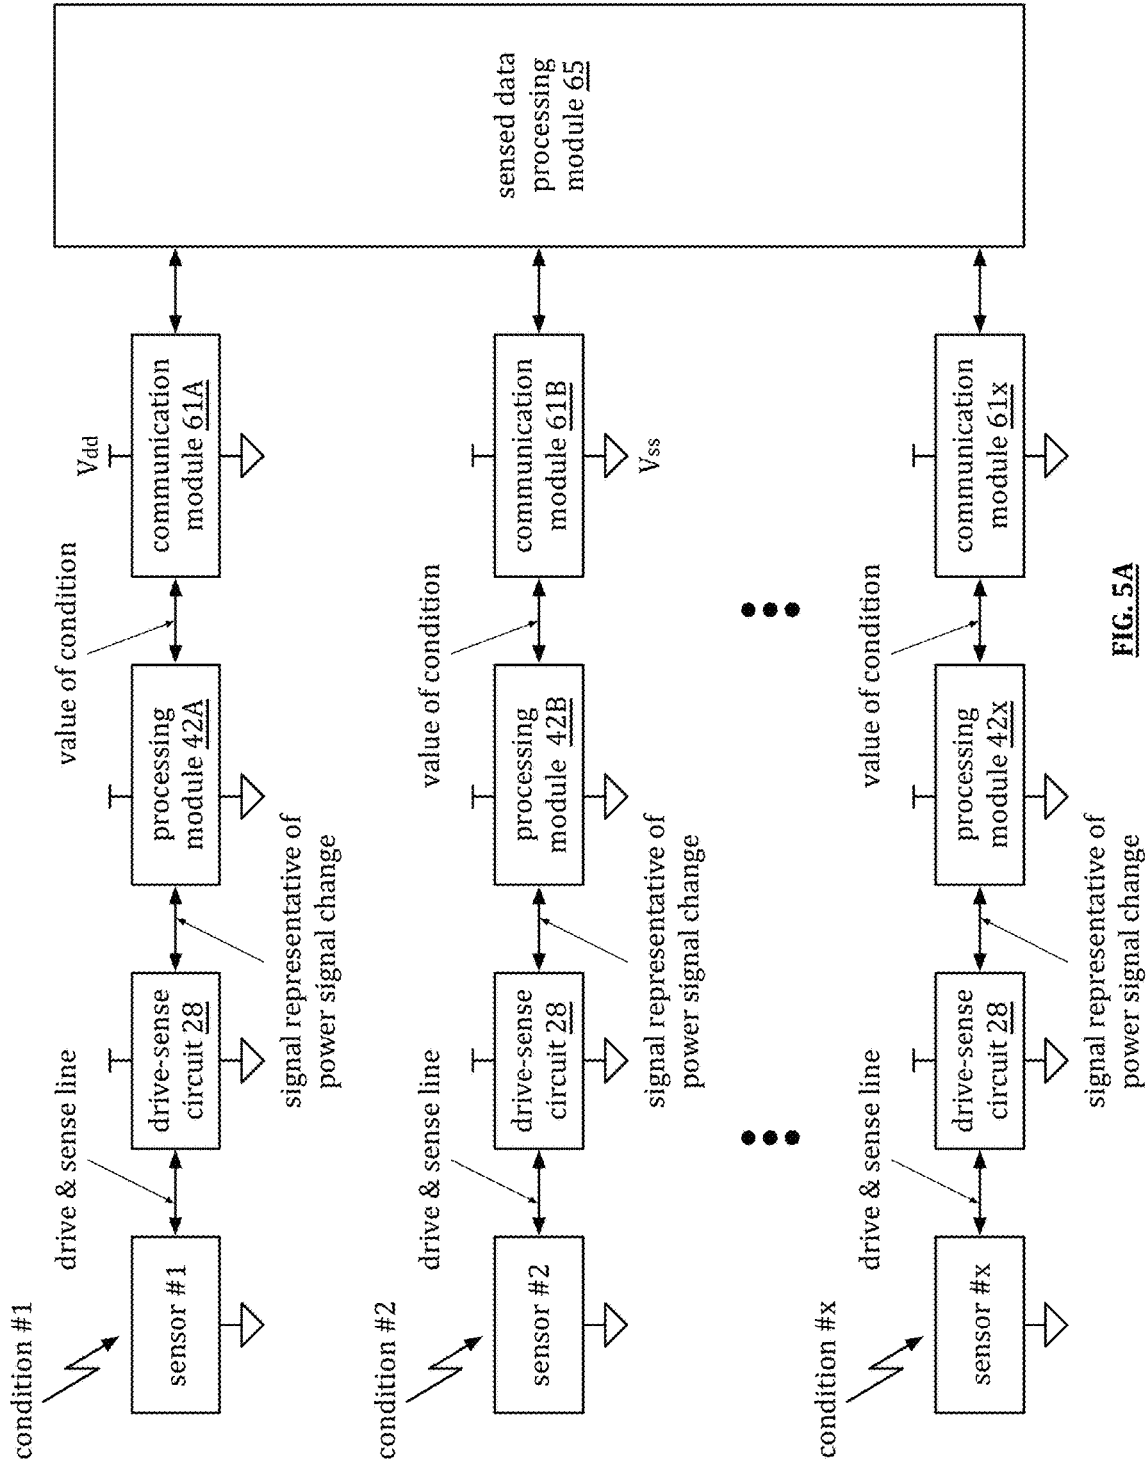 condition #1
sensor #1
drive & sense line
drive-sense
circuit 28
signal representative of
power signal change
processing
module 42A
value of condition
Vdd
communication
module 61A
condition #2
sensor #2
drive & sense line
drive-sense
circuit 28
signal representative of
power signal change
processing
module 42B
value of condition
communication
module 61B
Vss
condition #x
sensor #x
drive & sense line
drive-sense
circuit 28
signal representative of
power signal change
processing
module 42x
value of condition
communication
module 61x
sensed data
processing
module 65
FIG. 5A